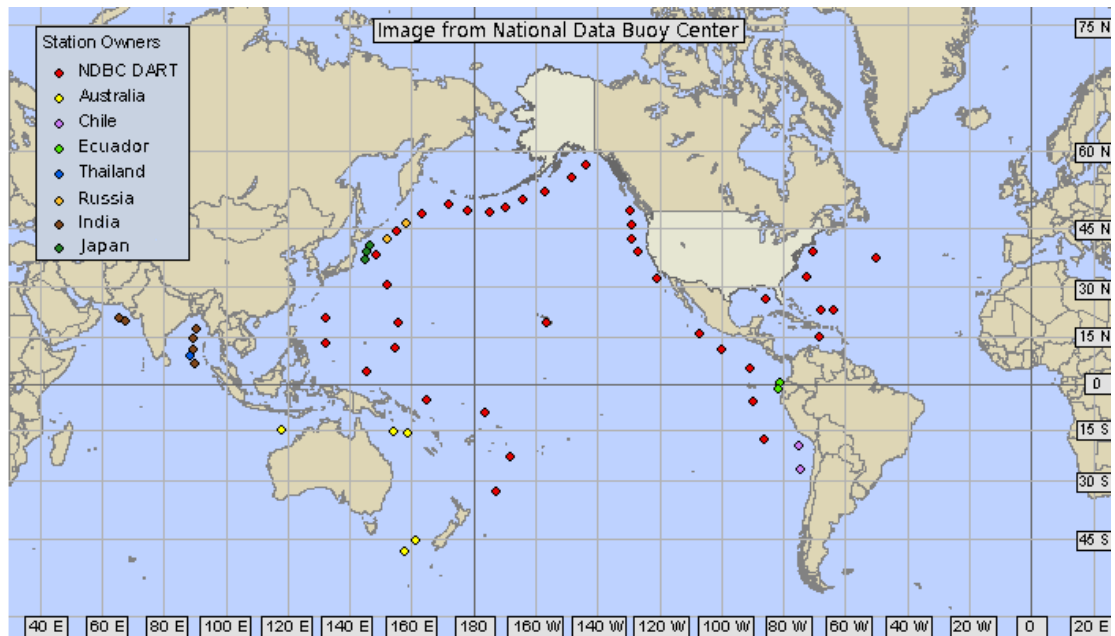 Image from National Data Buoy Center
Station Owners
NDBC DART
Australia
Chile
Ecuador
Thailand
Russia
India
Japan
75 N
60 N
45 N
30 N
15 N
0
15 S
30 S
45 S
40 E 60 E 80 E 100 E 120 E 140 E 160 E 180 160 W 140 W 120 W 100 W 80 W 60 W 40 W 20 W 0 20 E